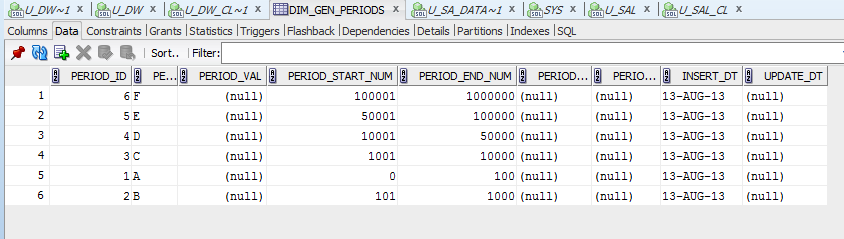 U_DW~1 U_DW U_DW_CL~1 DIM_GEN_PERIODS U_SA_DATA~1 SYS U_SAL U_SAL_CL
Columns Data Constraints Grants Statistics Triggers Flashback Dependencies Details Partitions Indexes SQL
Sort.. Filter:
PERIOD_ID PE... PERIOD_VAL PERIOD_START_NUM PERIOD_END_NUM PERIOD... PERIO... INSERT_DT UPDATE_DT
1 6 F (null) 100001 1000000 (null) (null) 13-AUG-13 (null)
2 5 E (null) 50001 100000 (null) (null) 13-AUG-13 (null)
3 4 D (null) 10001 50000 (null) (null) 13-AUG-13 (null)
4 3 C (null) 1001 10000 (null) (null) 13-AUG-13 (null)
5 1 A (null) 0 100 (null) (null) 13-AUG-13 (null)
6 2 B (null) 101 1000 (null) (null) 13-AUG-13 (null)